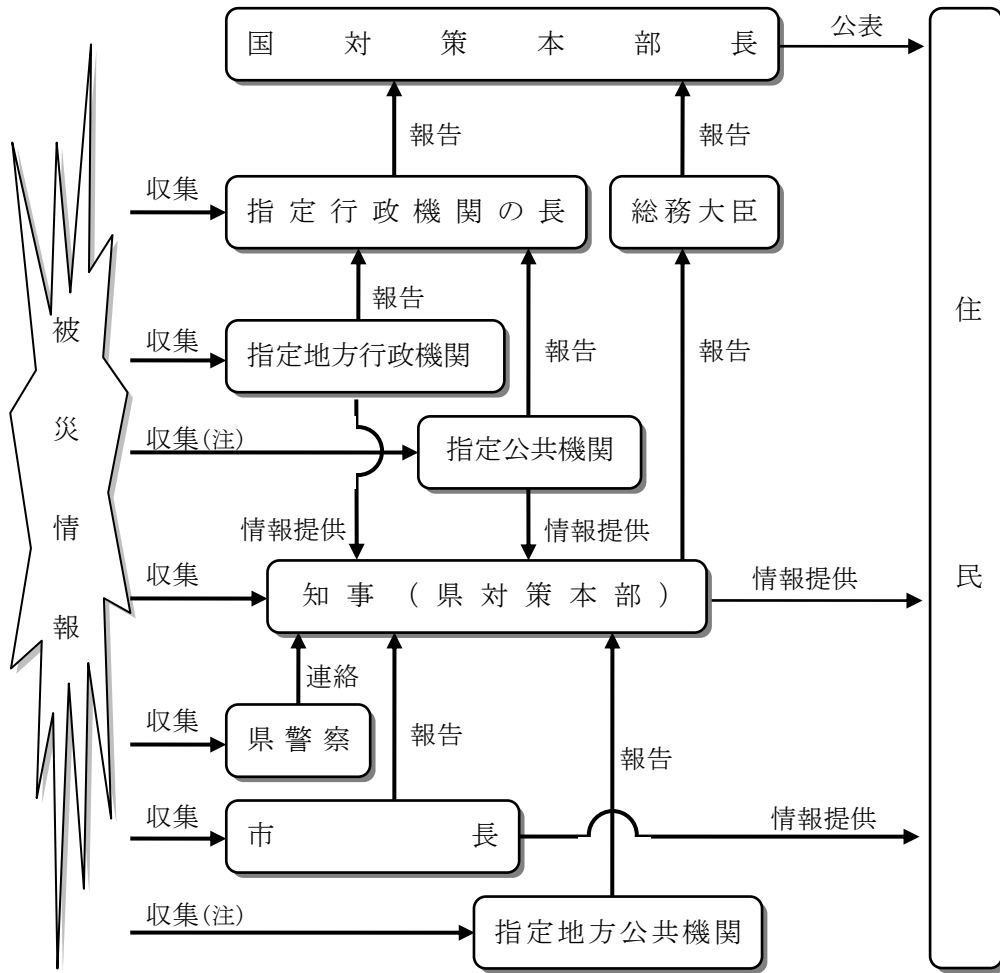 国対策本部長
公表
報告
報告
収集
指定行政機関の長
総務大臣
報告
収集
指定地方行政機関
報告
報告
収集(注)
指定公共機関
情報提供
情報提供
収集
知事(県対策本部)
情報提供
連絡
収集
県警察
報告
報告
収集
市長
情報提供
収集(注)
指定地方公共機関
被災情報
住民